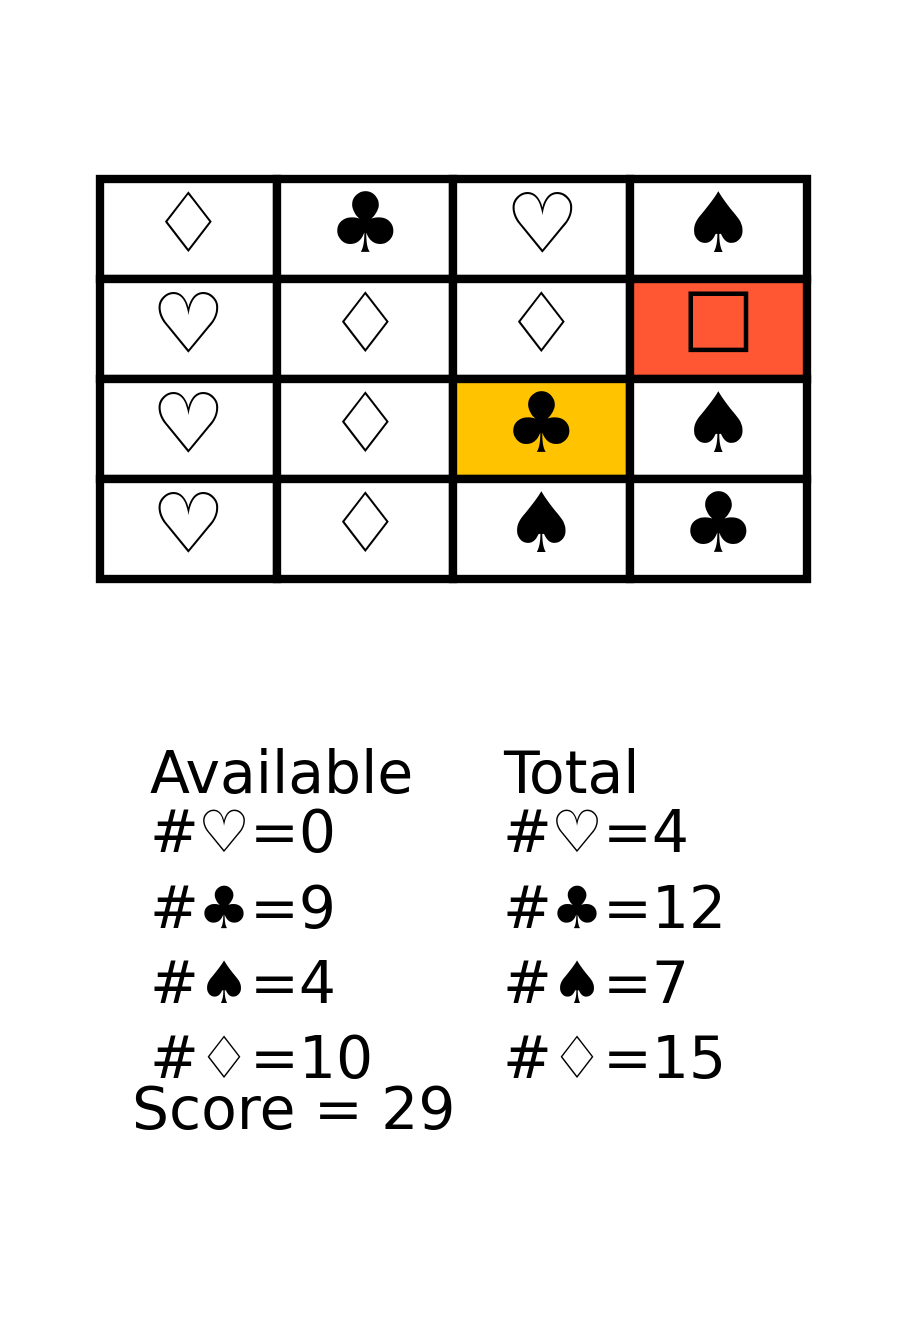 ♢ ♣ ♡ ♠
♡ ♢ ♢ □
♡ ♢ ♣ ♠
♡ ♢ ♠ ♣
Available Total
#♡=0 #♡=4
#♣=9 #♣=12
#♠=4 #♠=7
#♢=10 #♢=15
Score = 29